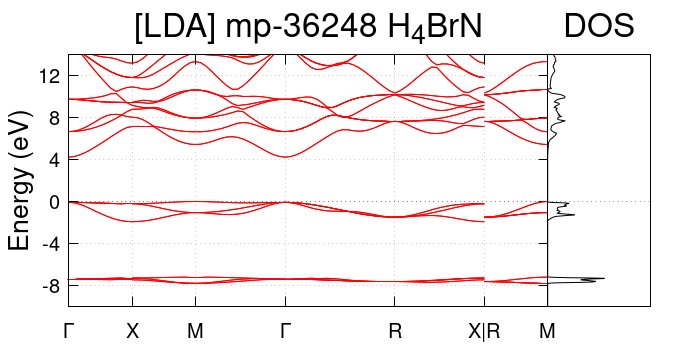 [LDA] mp-36248 H₄BrN DOS
Energy (eV)
12
8
4
0
-4
-8
Γ X M Γ R X|R M